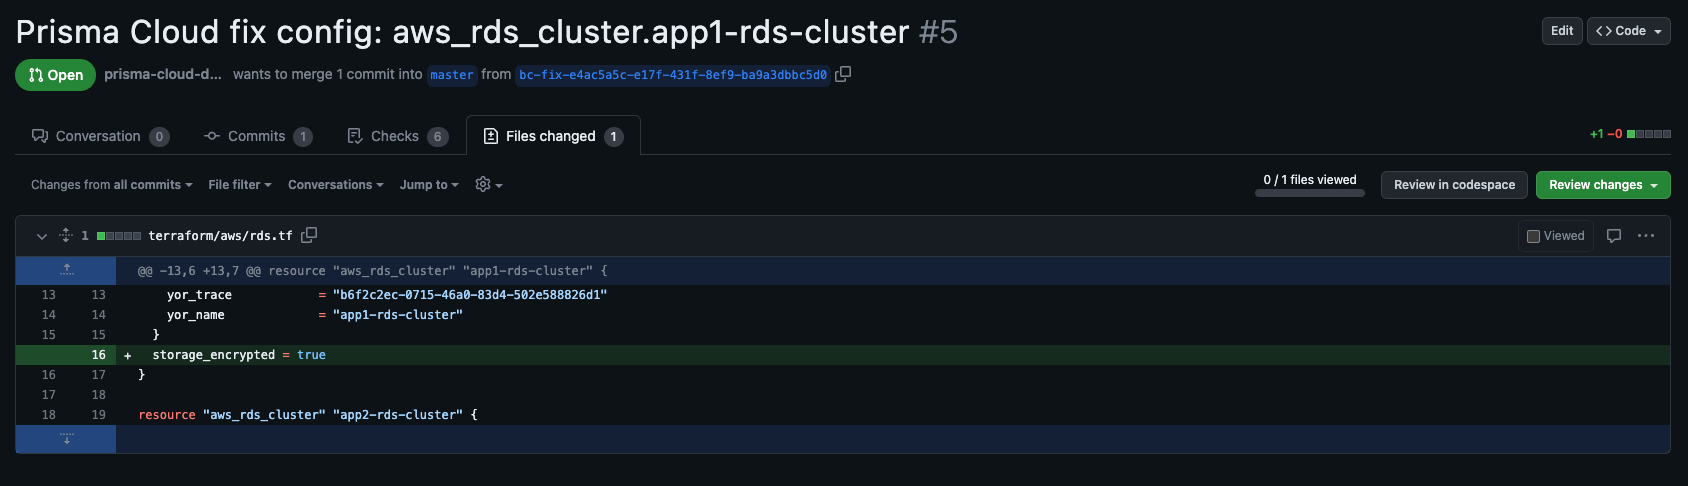 Prisma Cloud fix config: aws_rds_cluster.app1-rds-cluster #5
Edit
<> Code
Open prisma-cloud-d... wants to merge 1 commit into master from bc-fix-e4ac5a5c-e17f-431f-8ef9-ba9a3dbbc5d0
Conversation 0
Commits 1
Checks 6
Files changed 1
+1 −0
Changes from all commits
File filter
Conversations
Jump to
0 / 1 files viewed
Review in codespace
Review changes
1 terraform/aws/rds.tf
Viewed
@@ -13,6 +13,7 @@ resource "aws_rds_cluster" "app1-rds-cluster" {
13 13 yor_trace = "b6f2c2ec-0715-46a0-83d4-502e588826d1"
14 14 yor_name = "app1-rds-cluster"
15 15 }
16 + storage_encrypted = true
16 17 }
17 18
18 19 resource "aws_rds_cluster" "app2-rds-cluster" {